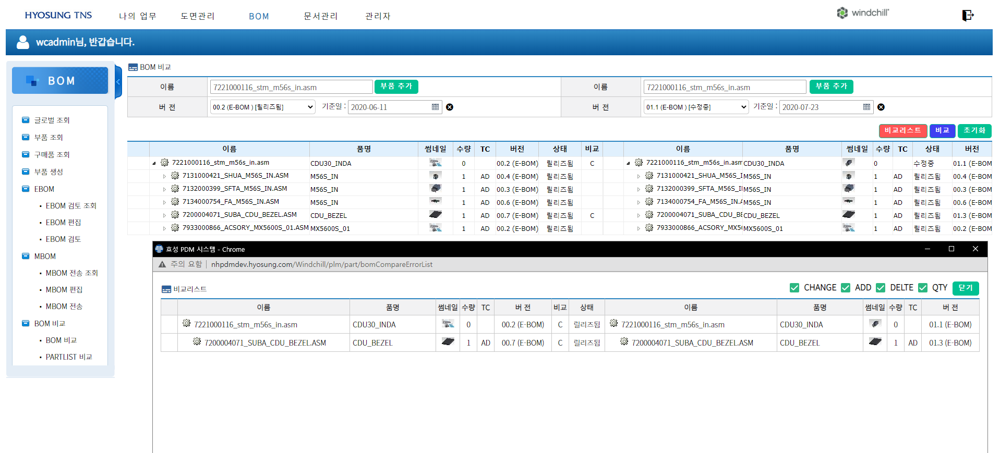 HYOSUNG TNS 나의 업무 도면관리 BOM 문서관리 관리자 windchill
wcadmin님, 반갑습니다.
BOM
글로벌 조회
부품 조회
구매품 조회
부품 생성
EBOM
EBOM 검토 조회
EBOM 편집
EBOM 검토
MBOM
MBOM 전송 조회
MBOM 편집
MBOM 전송
BOM 비교
BOM 비교
PARTLIST 비교
BOM 비교
이름 7221000116_stm_m56s_in.asm 부품 추가 이름 7221000116_stm_m56s_in.asm 부품 추가
버 전 00.2 (E-BOM ) [릴리즈됨] 기준일 : 2020-06-11 버 전 01.1 (E-BOM ) [수정중] 기준일 : 2020-07-23
비교리스트 비교 초기화
이름 품명 썸네일 수량 TC 버전 상태 비교 이름 품명 썸네일 수량 TC 상태 버전
7221000116_stm_m56s_in.asm CDU30_INDA 0 00.2 (E-BOM) 릴리즈됨 C 7221000116_stm_m56s_in.asm CDU30_INDA 0 수정중 01.1 (E-BOM
7131000421_SHUA_M56S_IN.ASM M56S_IN 1 AD 00.4 (E-BOM) 릴리즈됨 7131000421_SHUA_M56S_I M56S_IN 1 AD 릴리즈됨 00.4 (E-BOM
7132000399_SFTA_M56S_IN.ASM M56S_IN 1 AD 00.3 (E-BOM) 릴리즈됨 7132000399_SFTA_M56S_I M56S_IN 1 AD 릴리즈됨 00.3 (E-BOM
7134000754_FA_M56S_IN.ASM M56S_IN 1 AD 00.6 (E-BOM) 릴리즈됨 7134000754_FA_M56S_IN.A M56S_IN 1 AD 릴리즈됨 00.6 (E-BOM
7200004071_SUBA_CDU_BEZEL.ASM CDU_BEZEL 1 AD 00.7 (E-BOM) 릴리즈됨 C 7200004071_SUBA_CDU_BE CDU_BEZEL 1 AD 릴리즈됨 01.3 (E-BOM
7933000866_ACSORY_MX5600S_01.ASM MX5600S_01 1 AD 00.2 (E-BOM) 릴리즈됨 7933000866_ACSORY_MX5 MX5600S_01 1 AD 릴리즈됨 00.2 (E-BOM
효성 PDM 시스템 - Chrome
주의 요함 | nhpdmdev.hyosung.com/Windchill/plm/part/bomCompareErrorList
비교리스트 CHANGE ADD DELTE QTY 닫기
이름 품명 썸네일 수량 TC 버 전 비교 상태 이름 품명 썸네일 수량 TC 버 전
7221000116_stm_m56s_in.asm CDU30_INDA 0 00.2 (E-BOM) C 릴리즈됨 7221000116_stm_m56s_in.asm CDU30_INDA 0 01.1 (E-BOM)
7200004071_SUBA_CDU_BEZEL.ASM CDU_BEZEL 1 AD 00.7 (E-BOM) C 릴리즈됨 7200004071_SUBA_CDU_BEZEL.ASM CDU_BEZEL 1 AD 01.3 (E-BOM)